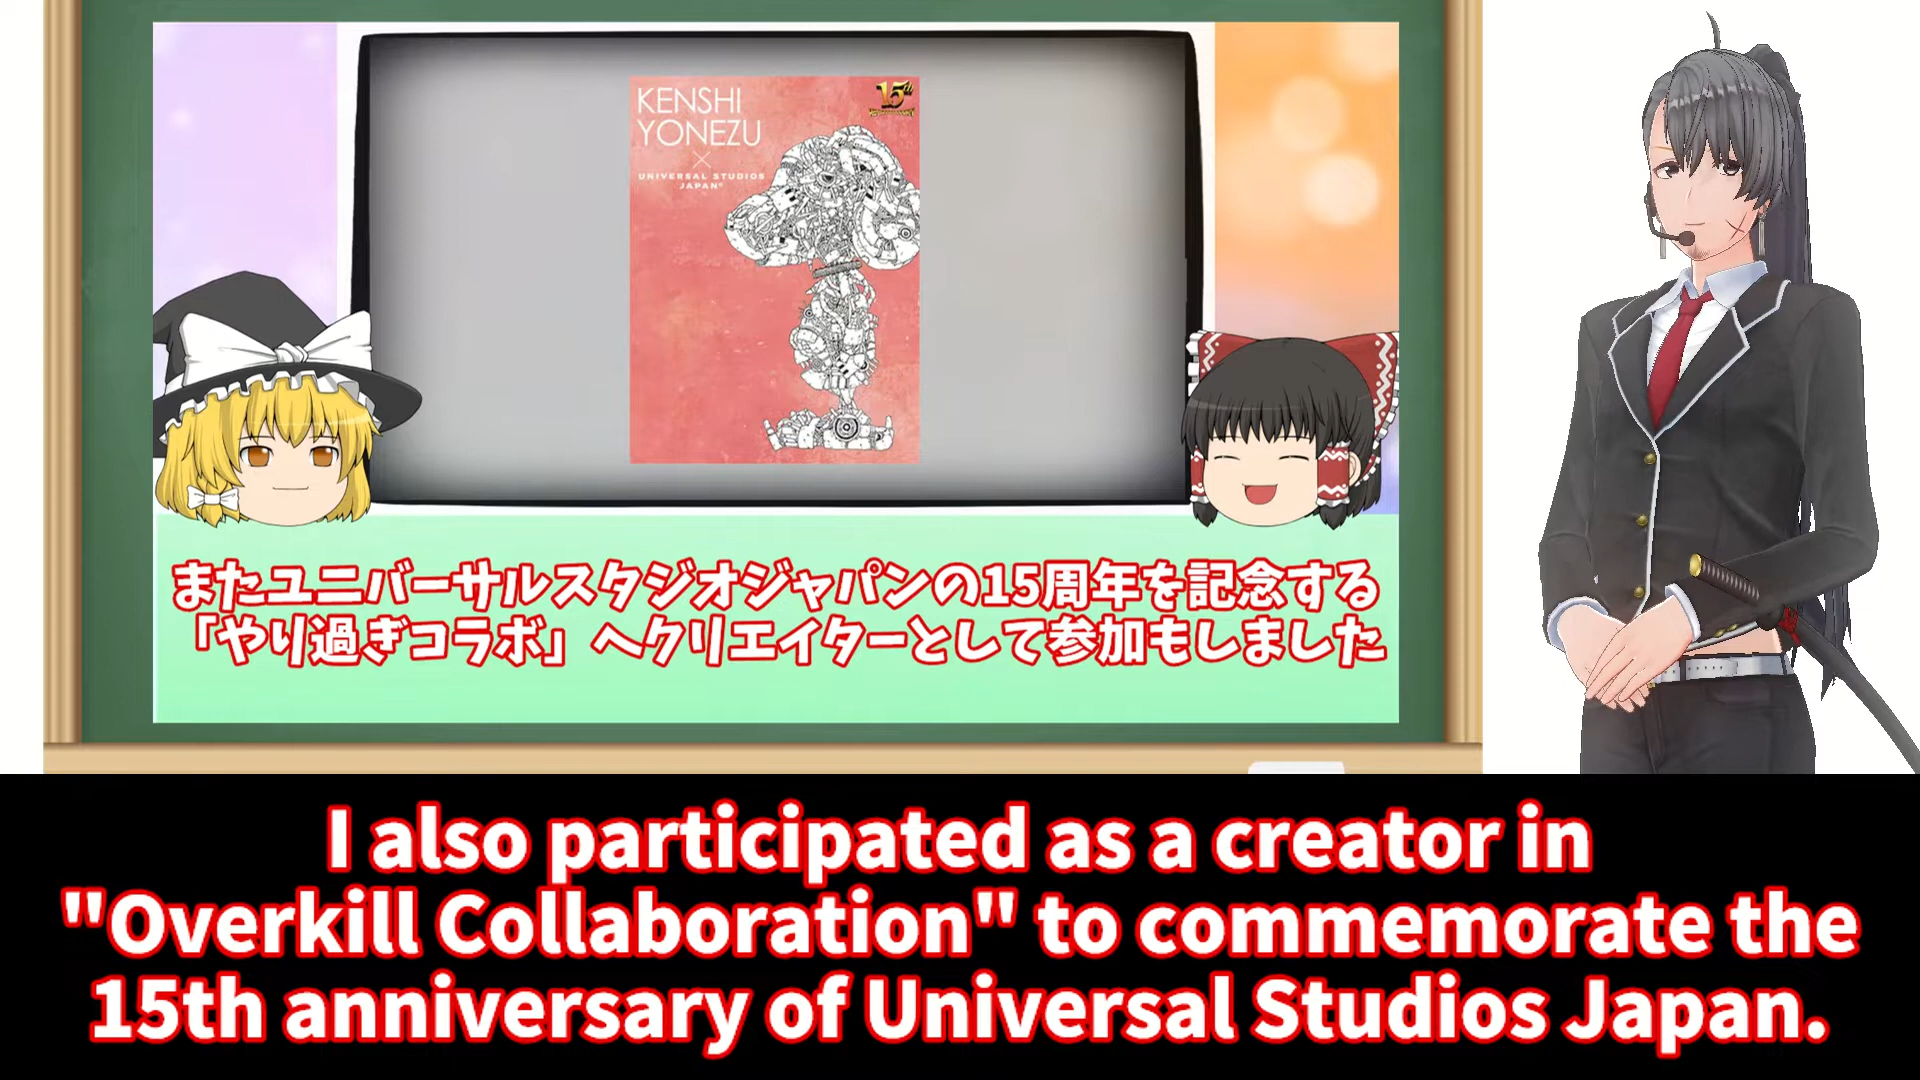 KENSHI
YONEZU
×
UNIVERSAL STUDIOS
JAPAN®
15th
またユニバーサルスタジオジャパンの15周年を記念する
「やり過ぎコラボ」へクリエイターとして参加もしました
I also participated as a creator in
"Overkill Collaboration" to commemorate the
15th anniversary of Universal Studios Japan.